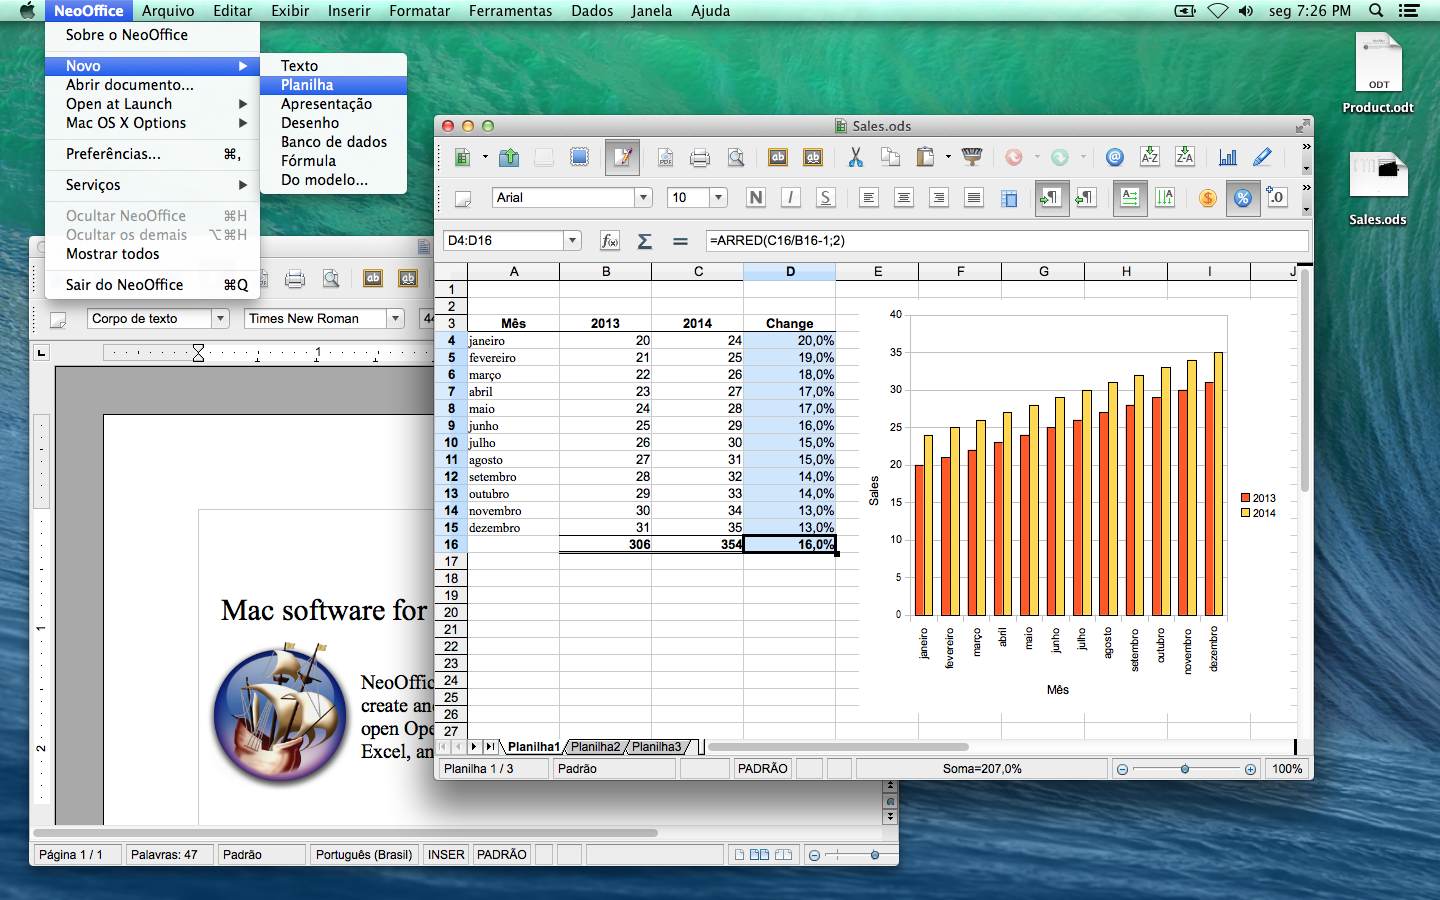 NeoOffice Arquivo Editar Exibir Inserir Formatar Ferramentas Dados Janela Ajuda seg 7:26 PM
Sobre o NeoOffice
Novo
Abrir documento...
Open at Launch
Mac OS X Options
Preferências... ⌘,
Serviços
Ocultar NeoOffice ⌘H
Ocultar os demais ⌥⌘H
Mostrar todos
Sair do NeoOffice ⌘Q
Texto
Planilha
Apresentação
Desenho
Banco de dados
Fórmula
Do modelo...
ODT
Product.odt
Sales.ods
Sales.ods
Arial 10 N I S
D4:D16 f(x) Σ = =ARRED(C16/B16-1;2)
A B C D E F G H I J
1
2
3 Mês 2013 2014 Change
4 janeiro 20 24 20,0%
5 fevereiro 21 25 19,0%
6 março 22 26 18,0%
7 abril 23 27 17,0%
8 maio 24 28 17,0%
9 junho 25 29 16,0%
10 julho 26 30 15,0%
11 agosto 27 31 15,0%
12 setembro 28 32 14,0%
13 outubro 29 33 14,0%
14 novembro 30 34 13,0%
15 dezembro 31 35 13,0%
16 306 354 16,0%
17
18
19
20
21
22
23
24
25
26
27
40
35
30
25
20
15
10
5
0
Sales
janeiro fevereiro março abril maio junho julho agosto setembro outubro novembro dezembro
Mês
2013
2014
Planilha1 Planilha2 Planilha3
Planilha 1 / 3 Padrão PADRÃO Soma=207,0% 100%
Corpo de texto Times New Roman
1
1
2
Mac software for
NeoOffic
create an
open Ope
Excel, an
Página 1 / 1 Palavras: 47 Padrão Português (Brasil) INSER PADRÃO